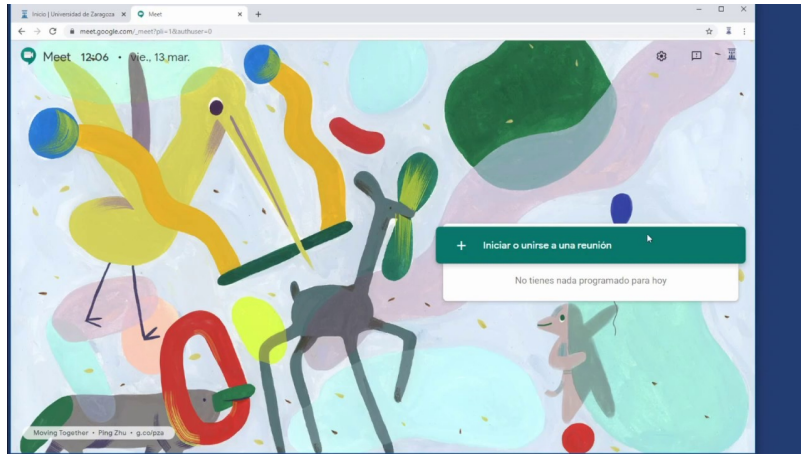 Inicio | Universidad de Zaragoza
Meet
meet.google.com/_meet?pli=1&authuser=0
Meet 12:06 • vie., 13 mar.
Iniciar o unirse a una reunión
No tienes nada programado para hoy
Moving Together • Ping Zhu • g.co/pza